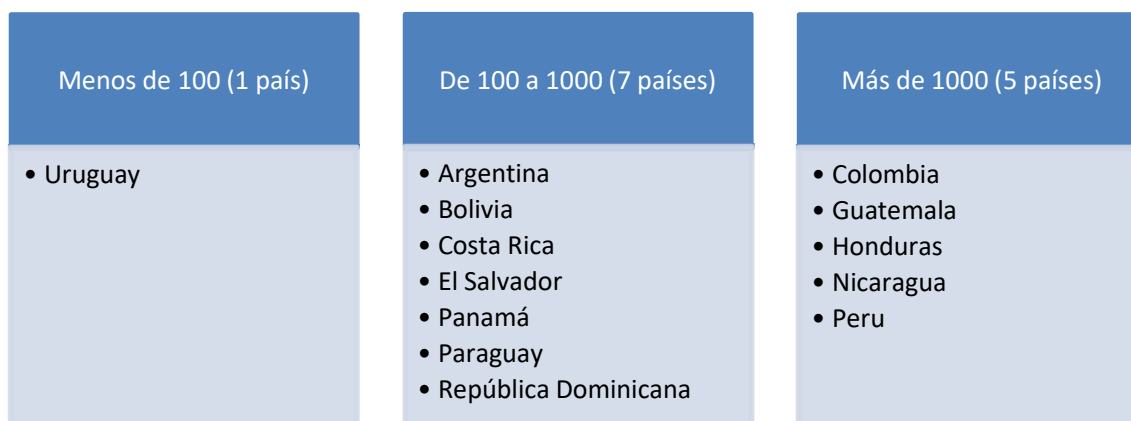 Menos de 100 (1 país)
• Uruguay
De 100 a 1000 (7 países)
• Argentina
• Bolivia
• Costa Rica
• El Salvador
• Panamá
• Paraguay
• República Dominicana
Más de 1000 (5 países)
• Colombia
• Guatemala
• Honduras
• Nicaragua
• Peru